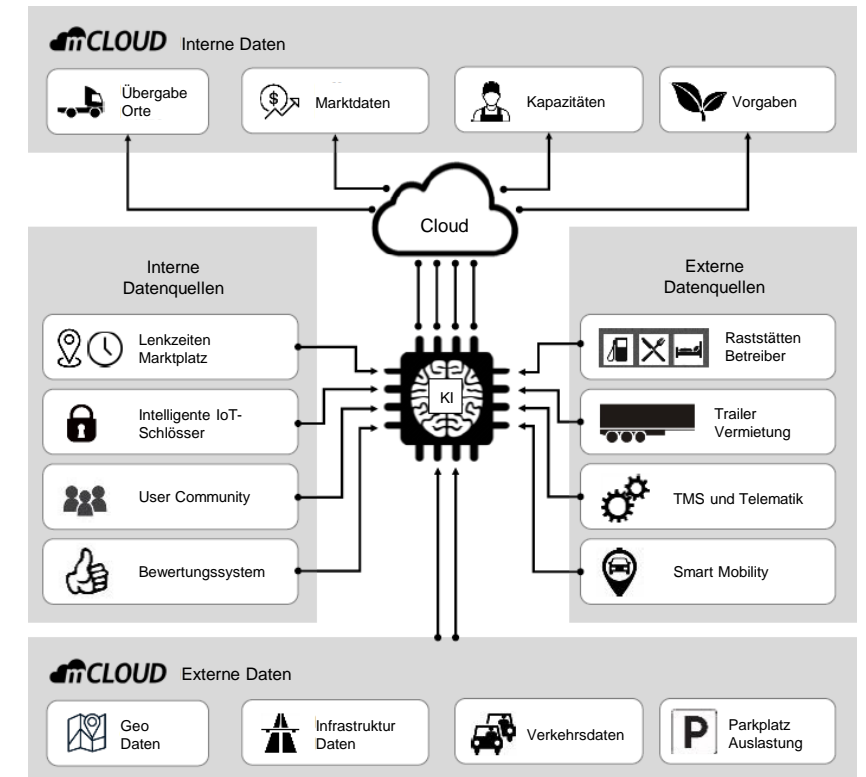 mCLOUD Interne Daten
Übergabe
Orte
Marktdaten
Kapazitäten
Vorgaben
Cloud
Interne
Datenquellen
Lenkzeiten
Marktplatz
Intelligente IoT-
Schlösser
User Community
Bewertungssystem
KI
Externe
Datenquellen
Raststätten
Betreiber
Trailer
Vermietung
TMS und Telematik
Smart Mobility
mCLOUD Externe Daten
Geo
Daten
Infrastruktur
Daten
Verkehrsdaten
P
Parkplatz
Auslastung